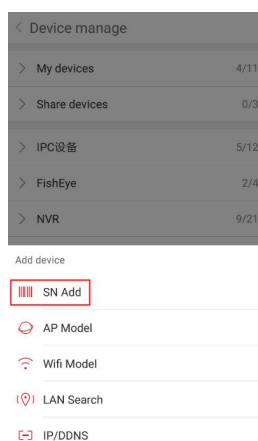 Device manage
My devices 4/11
Share devices 0/3
IPC设备 5/12
FishEye 2/4
NVR 9/21
Add device
SN Add
AP Model
Wifi Model
LAN Search
IP/DDNS